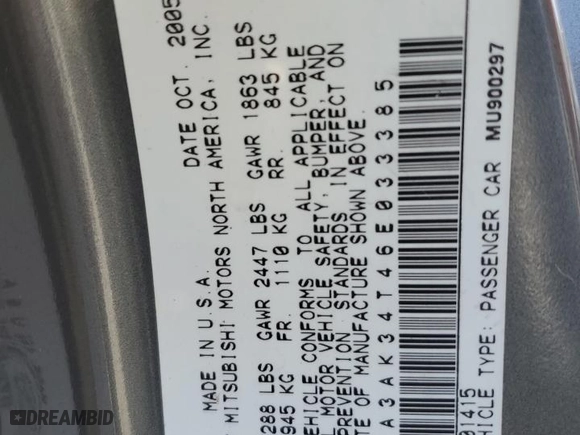 MADE IN U.S.A. DATE OCT. 2005
MITSUBISHI MOTORS NORTH AMERICA, INC.
288 LBS GAWR 2447 LBS GAWR 1863 LBS
945 KG FR. 1110 KG RR. 845 KG
EHICLE CONFORMS TO ALL APPLICABLE
L MOTOR VEHICLE SAFETY, BUMPER, AND
PREVENTION STANDARDS IN EFFECT ON
TE OF MANUFACTURE SHOWN ABOVE.
A3AK34T46E033385
01415
HICLE TYPE: PASSENGER CAR MU900297
DREAMBID